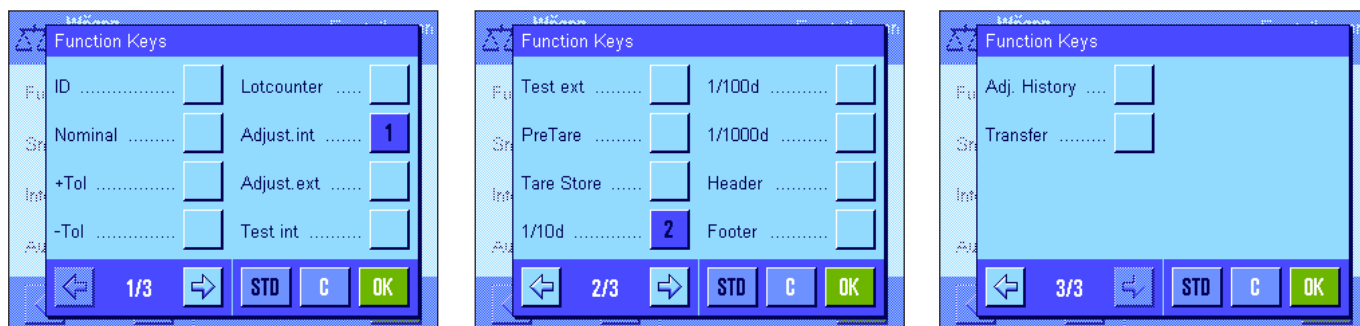 Function Keys
ID ................. Lotcounter .....
Nominal ......... Adjust.int ....... 1
+Tol ............... Adjust.ext ......
-Tol ............... Test int ..........
1/3 STD C OK
Function Keys
Test ext ......... 1/100d ...........
PreTare .......... 1/1000d .........
Tare Store ...... Header ..........
1/10d ............. 2 Footer ...........
2/3 STD C OK
Function Keys
Adj. History ....
Transfer .........
3/3 STD C OK